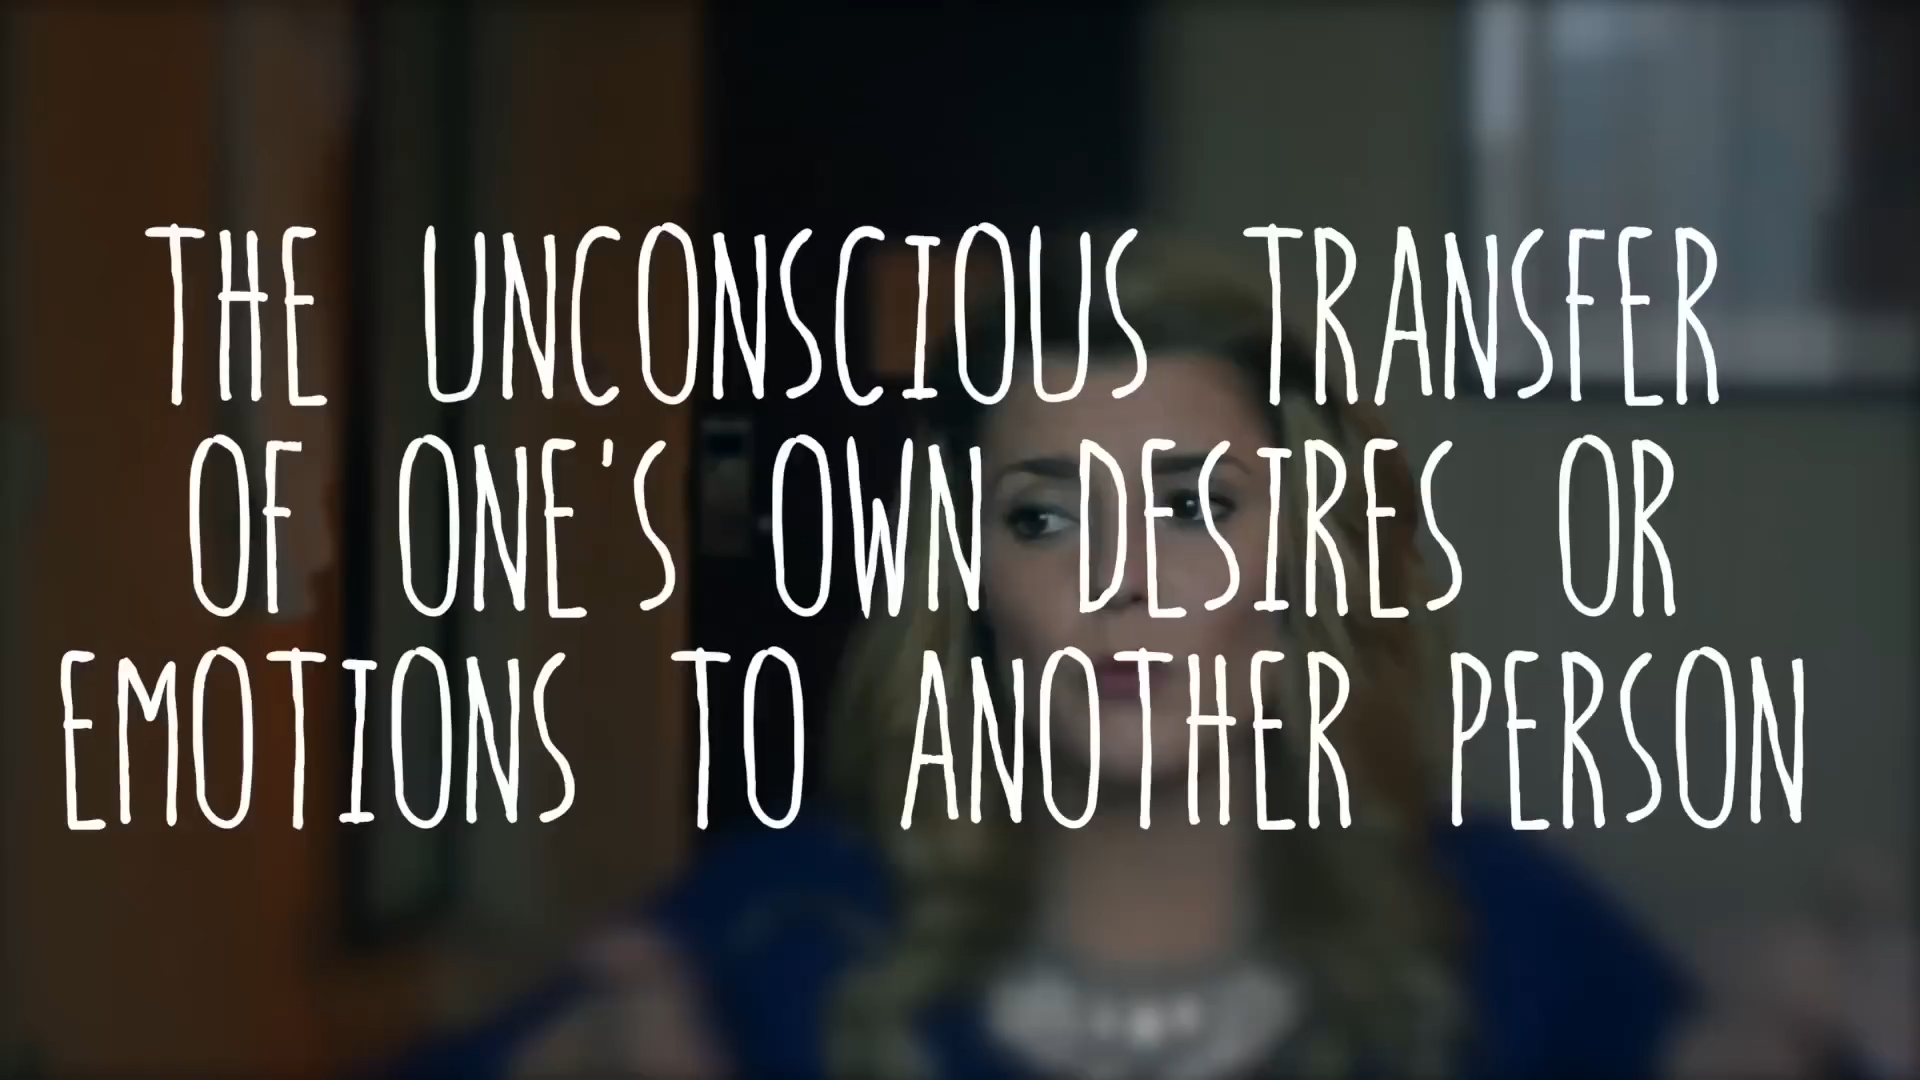 THE UNCONSCIOUS TRANSFER
OF ONE'S OWN DESIRES OR
EMOTIONS TO ANOTHER PERSON